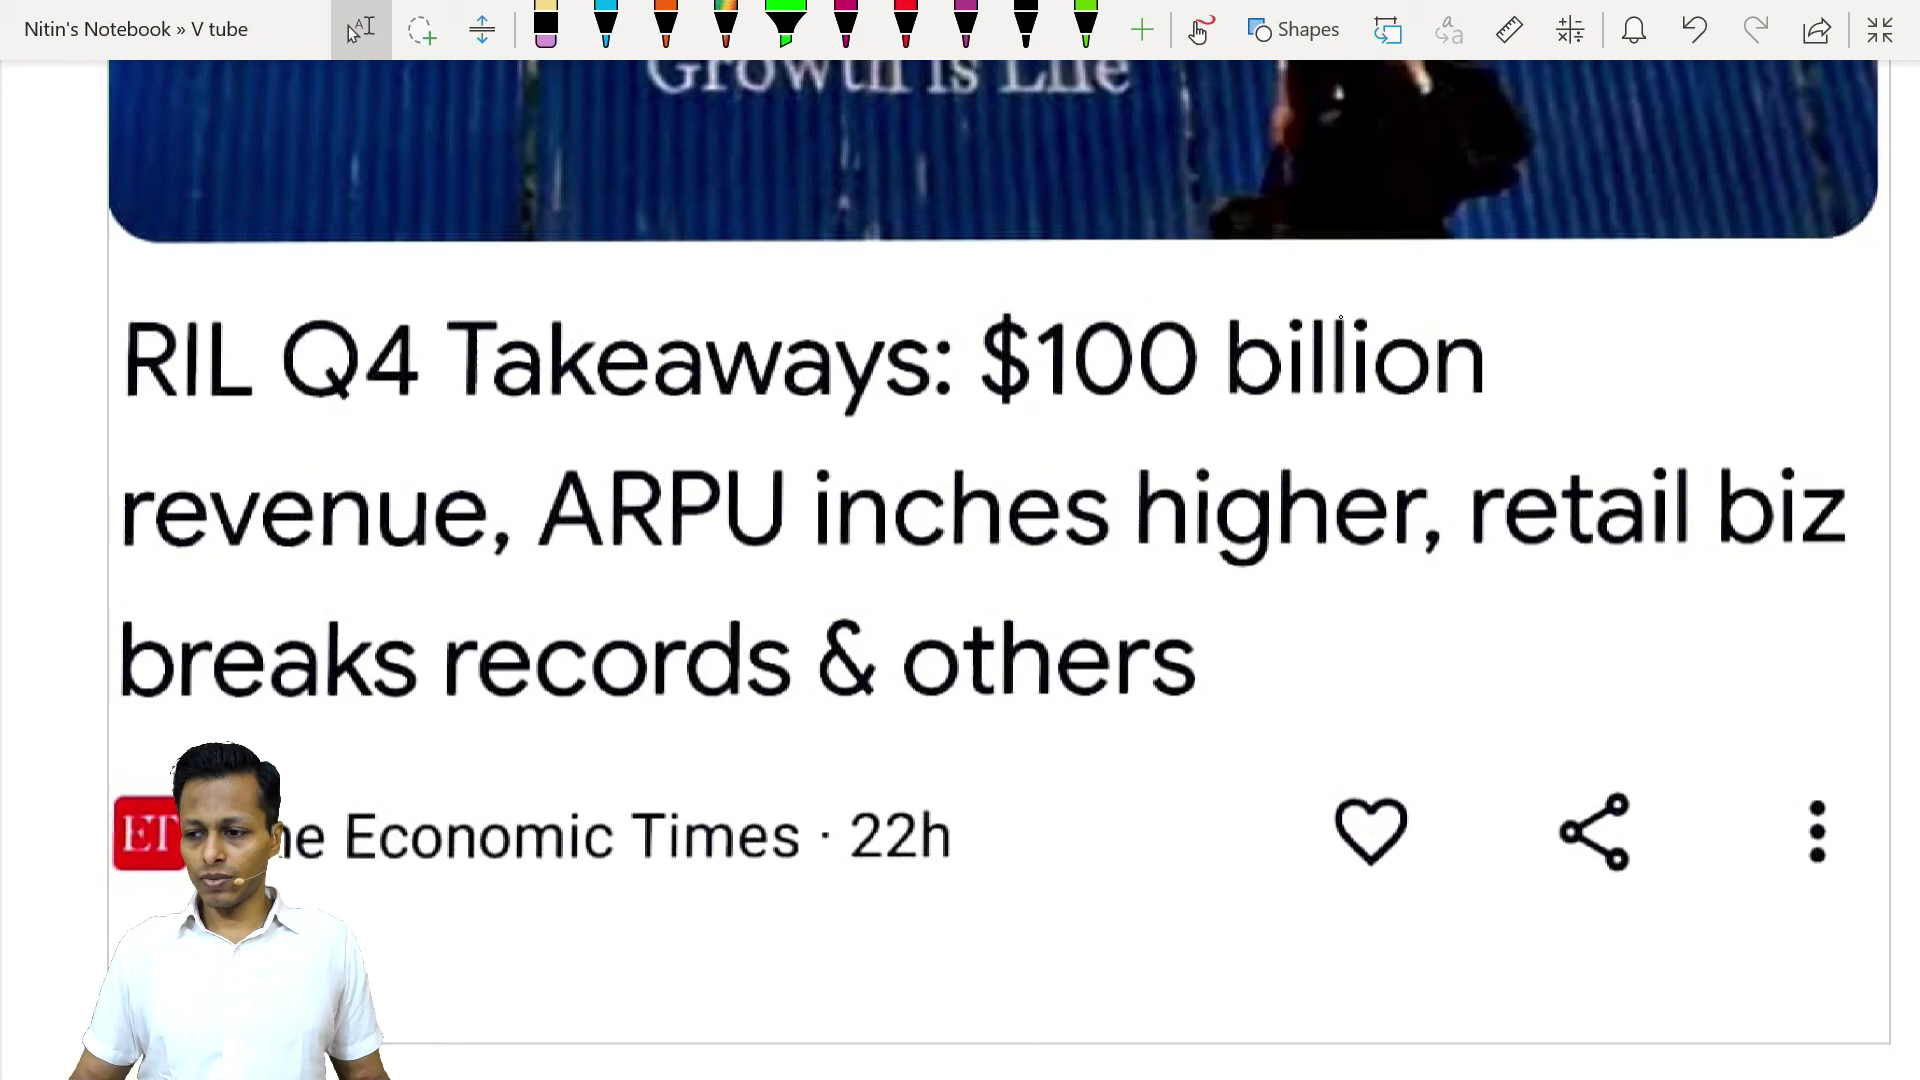 Nitin's Notebook » V tube
Shapes
Growth is Life
RIL Q4 Takeaways: $100 billion
revenue, ARPU inches higher, retail biz
breaks records & others
ET
he Economic Times · 22h